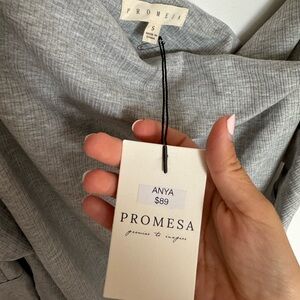 PROMESA
S
ANYA
$89
PROMESA
promise to inspire